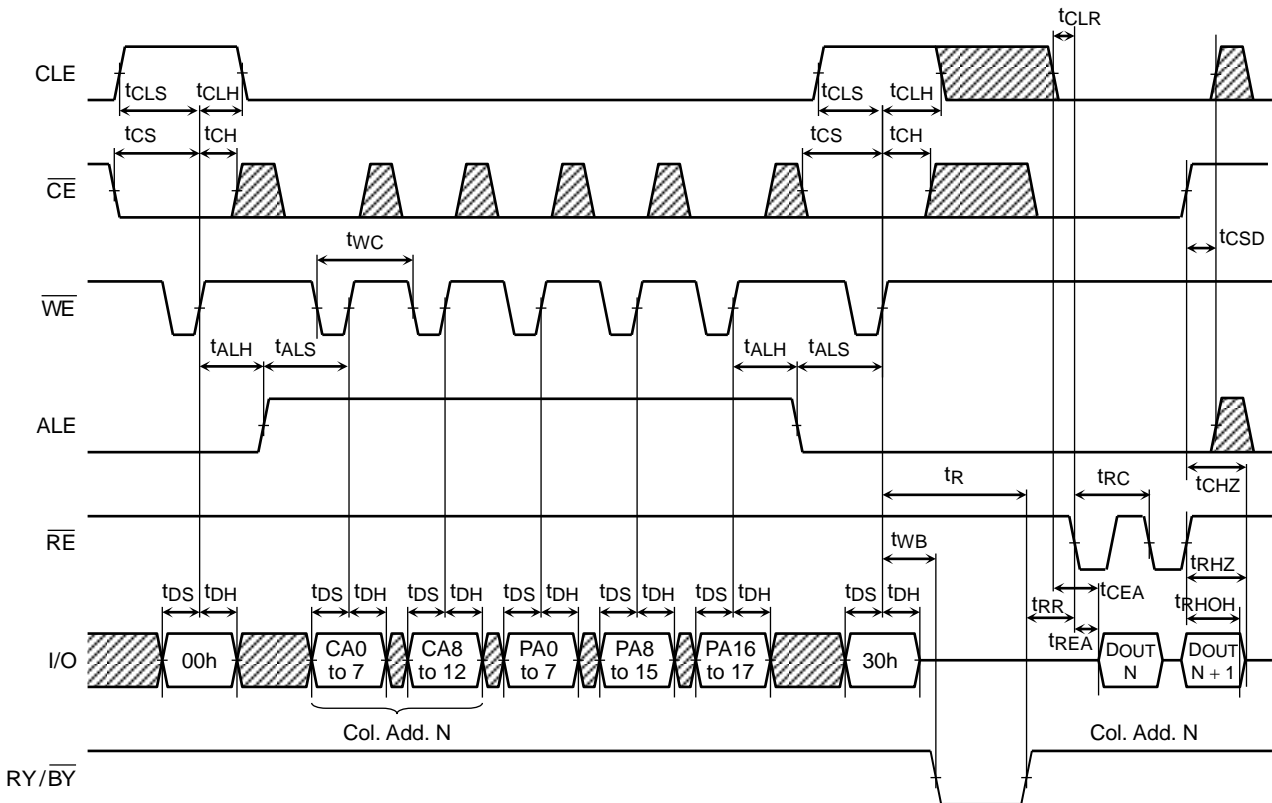 tCLR
CLE
tCLS tCLH tCLS tCLH
tCS tCH tCS tCH
CE
tWC tCSD
WE
tALH tALS tALH tALS
ALE
tR tRC tCHZ
RE
tWB tRHZ
tDS tDH tDS tDH tDS tDH tDS tDH tDS tDH tDS tDH tDS tDH tCEA
tRR tREA tRHOH
I/O 00h CA0 to 7 CA8 to 12 PA0 to 7 PA8 to 15 PA16 to 17 30h DOUT N DOUT N + 1
Col. Add. N Col. Add. N
RY/BY